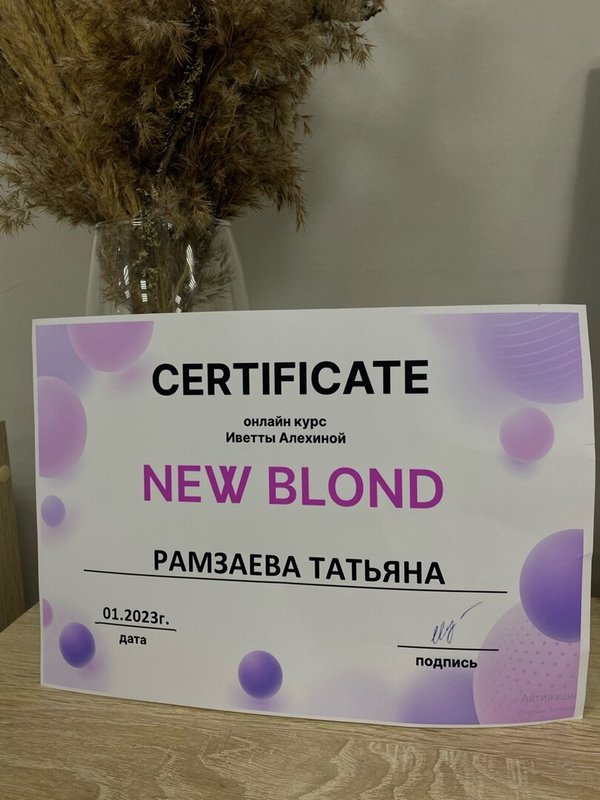 CERTIFICATE
онлайн курс
Иветты Алехиной
NEW BLOND
РАМЗАЕВА ТАТЬЯНА
01.2023г.
дата
подпись